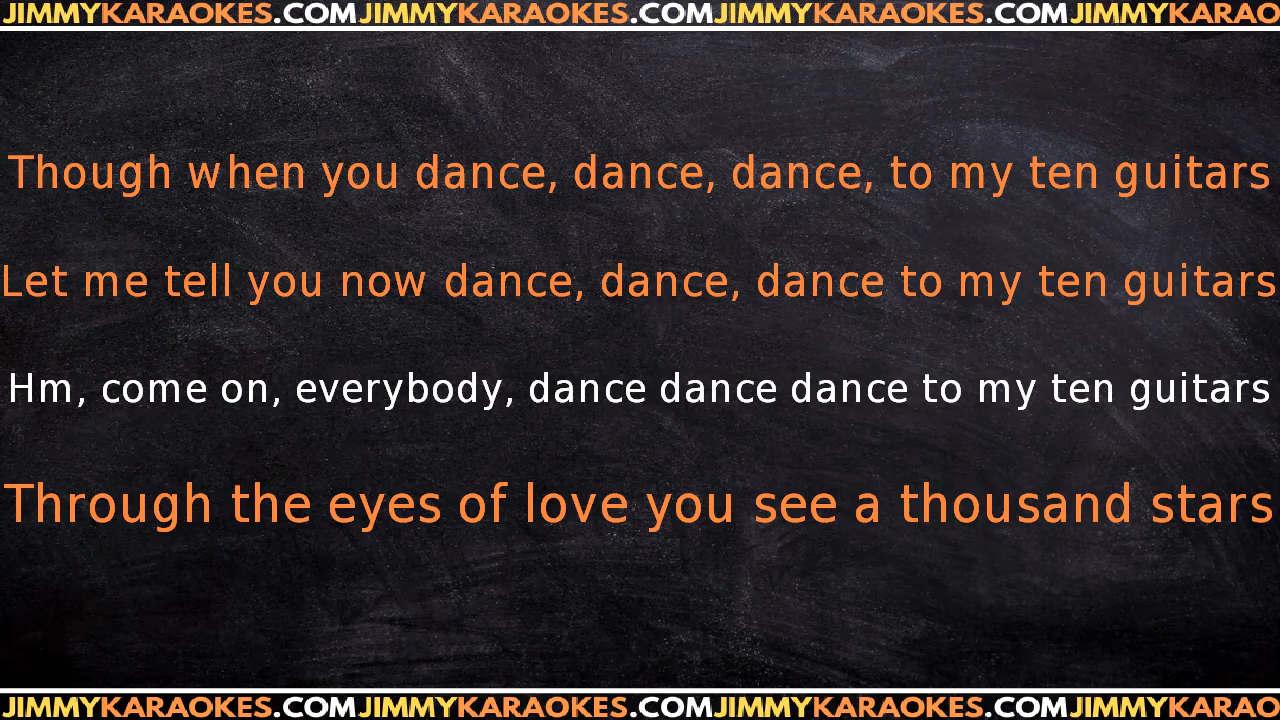 JIMMYKARAOKES.COMJIMMYKARAOKES.COMJIMMYKARAOKES.COMJIMMYKARAO
Though when you dance, dance, dance, to my ten guitars
Let me tell you now dance, dance, dance to my ten guitars
Hm, come on, everybody, dance dance dance to my ten guitars
Through the eyes of love you see a thousand stars
JIMMYKARAOKES.COMJIMMYKARAOKES.COMJIMMYKARAOKES.COMJIMMYKARAO